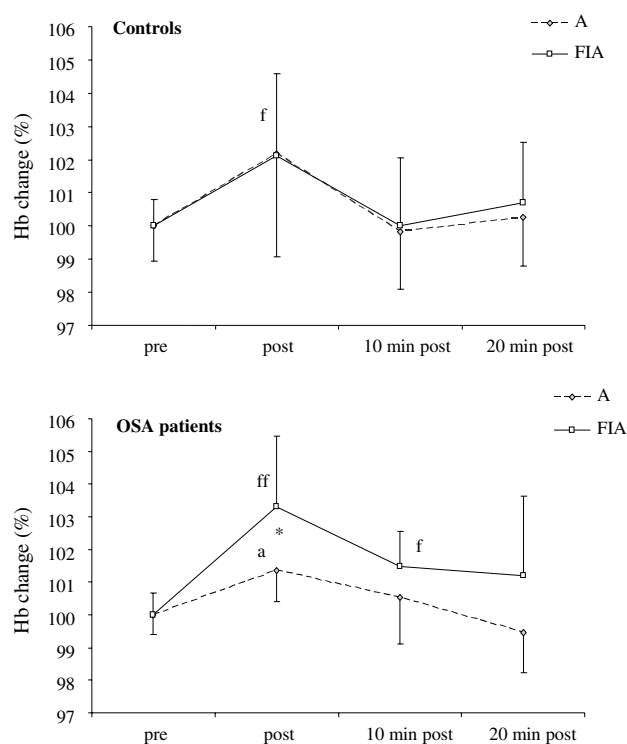 Controls
A
FIA
Hb change (%)
106
105
104
103
102
101
100
99
98
97
f
pre
post
10 min post
20 min post
OSA patients
A
FIA
Hb change (%)
106
105
104
103
102
101
100
99
98
97
ff
*
a
f
pre
post
10 min post
20 min post